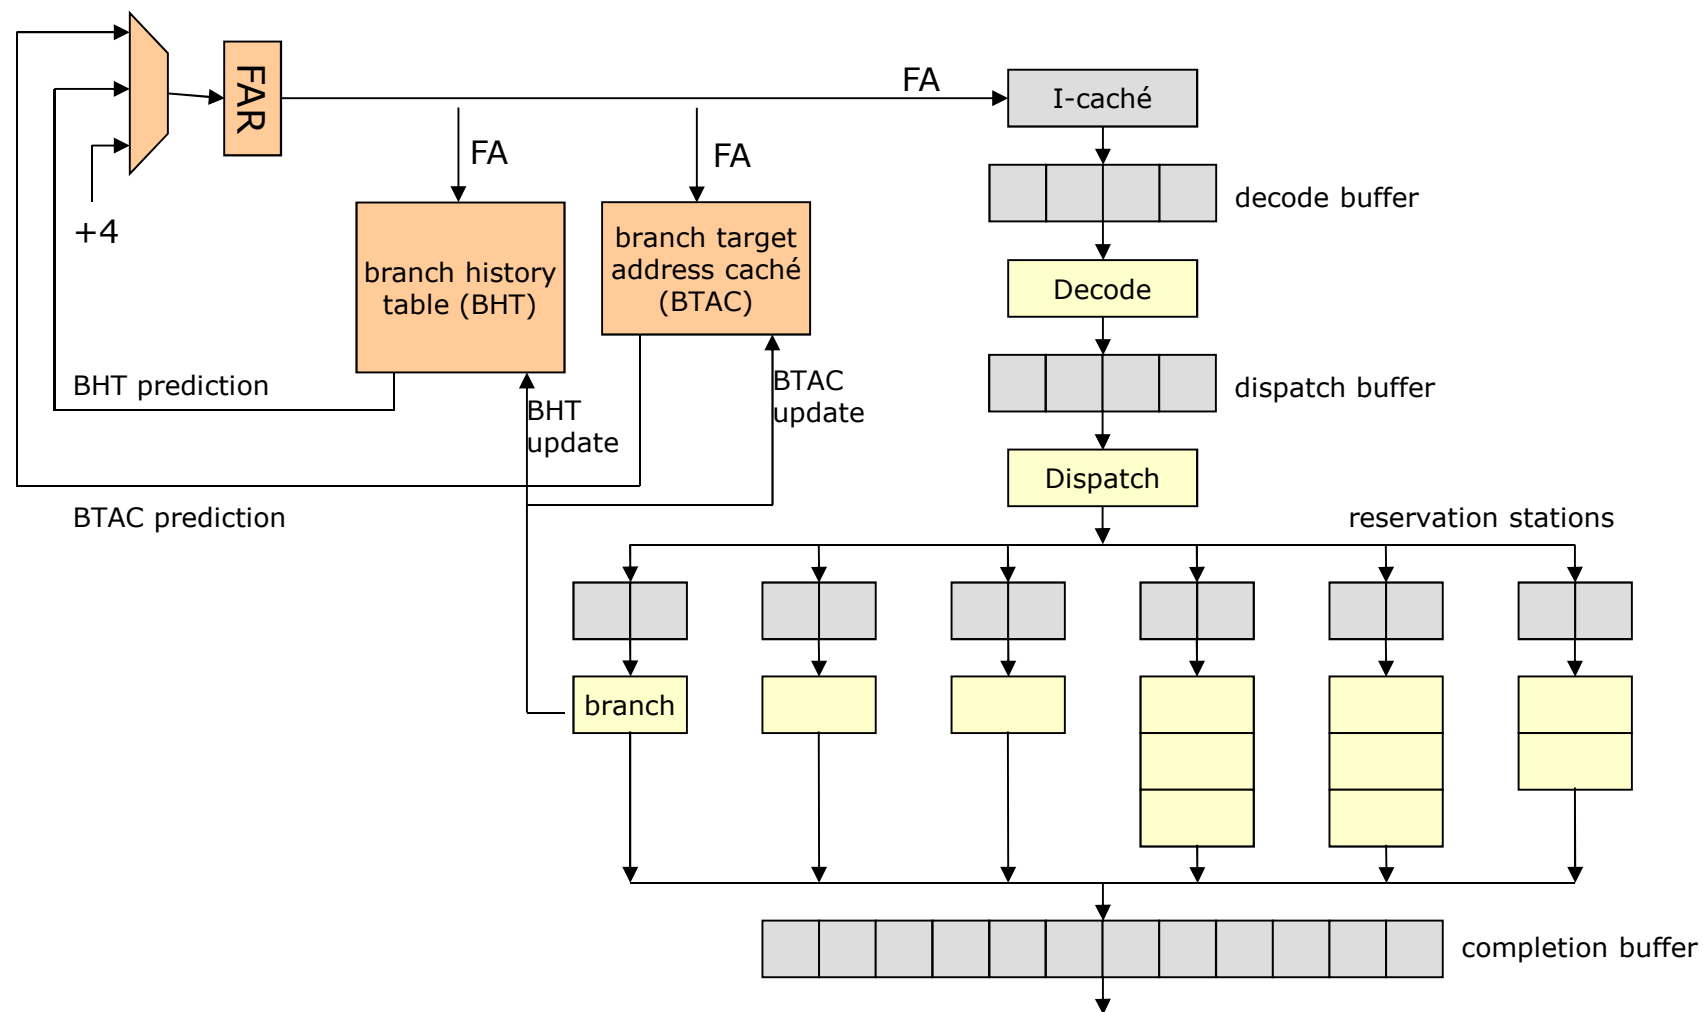 FAR
FA
I-caché
FA
FA
decode buffer
+4
branch history
table (BHT)
branch target
address caché
(BTAC)
Decode
BHT prediction
BHT
update
BTAC
update
dispatch buffer
Dispatch
BTAC prediction
reservation stations
branch
completion buffer